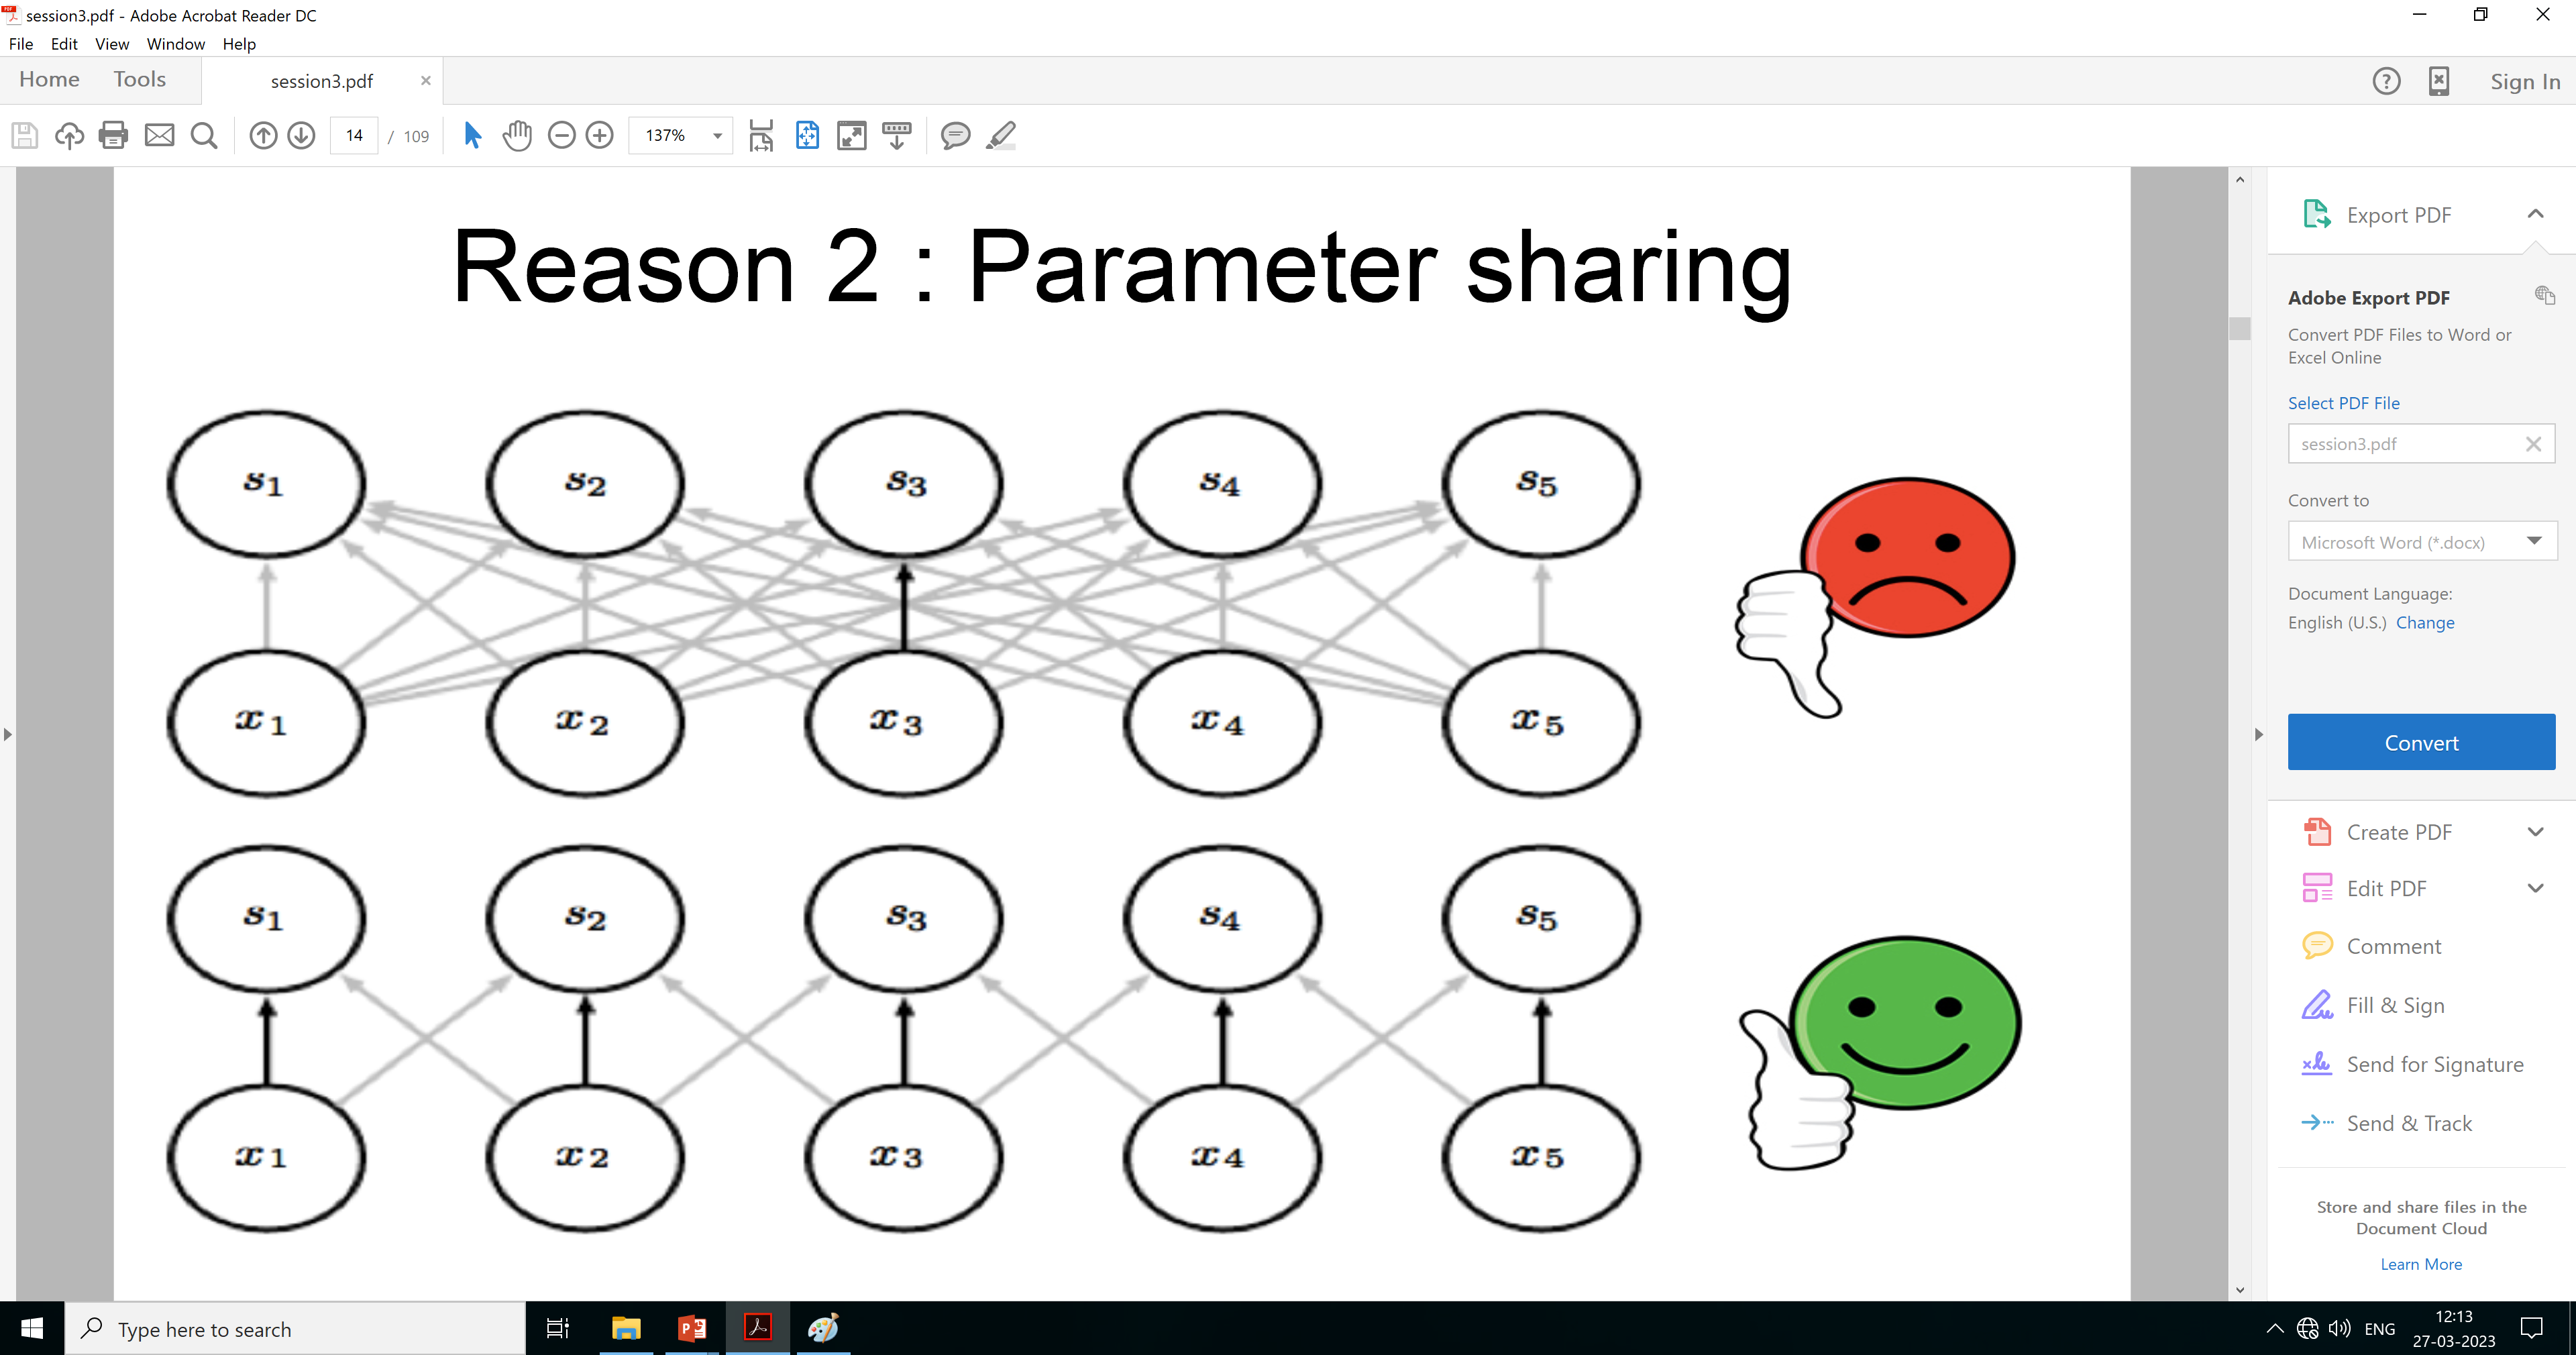 session3.pdf - Adobe Acrobat Reader DC
File Edit View Window Help
Home Tools session3.pdf Sign In
14 / 109 137%
Reason 2 : Parameter sharing
s1 s2 s3 s4 s5
x1 x2 x3 x4 x5
s1 s2 s3 s4 s5
x1 x2 x3 x4 x5
Export PDF
Adobe Export PDF
Convert PDF Files to Word or
Excel Online
Select PDF File
session3.pdf
Convert to
Microsoft Word (*.docx)
Document Language:
English (U.S.) Change
Convert
Create PDF
Edit PDF
Comment
Fill & Sign
Send for Signature
Send & Track
Store and share files in the
Document Cloud
Learn More
Type here to search
ENG
12:13
27-03-2023